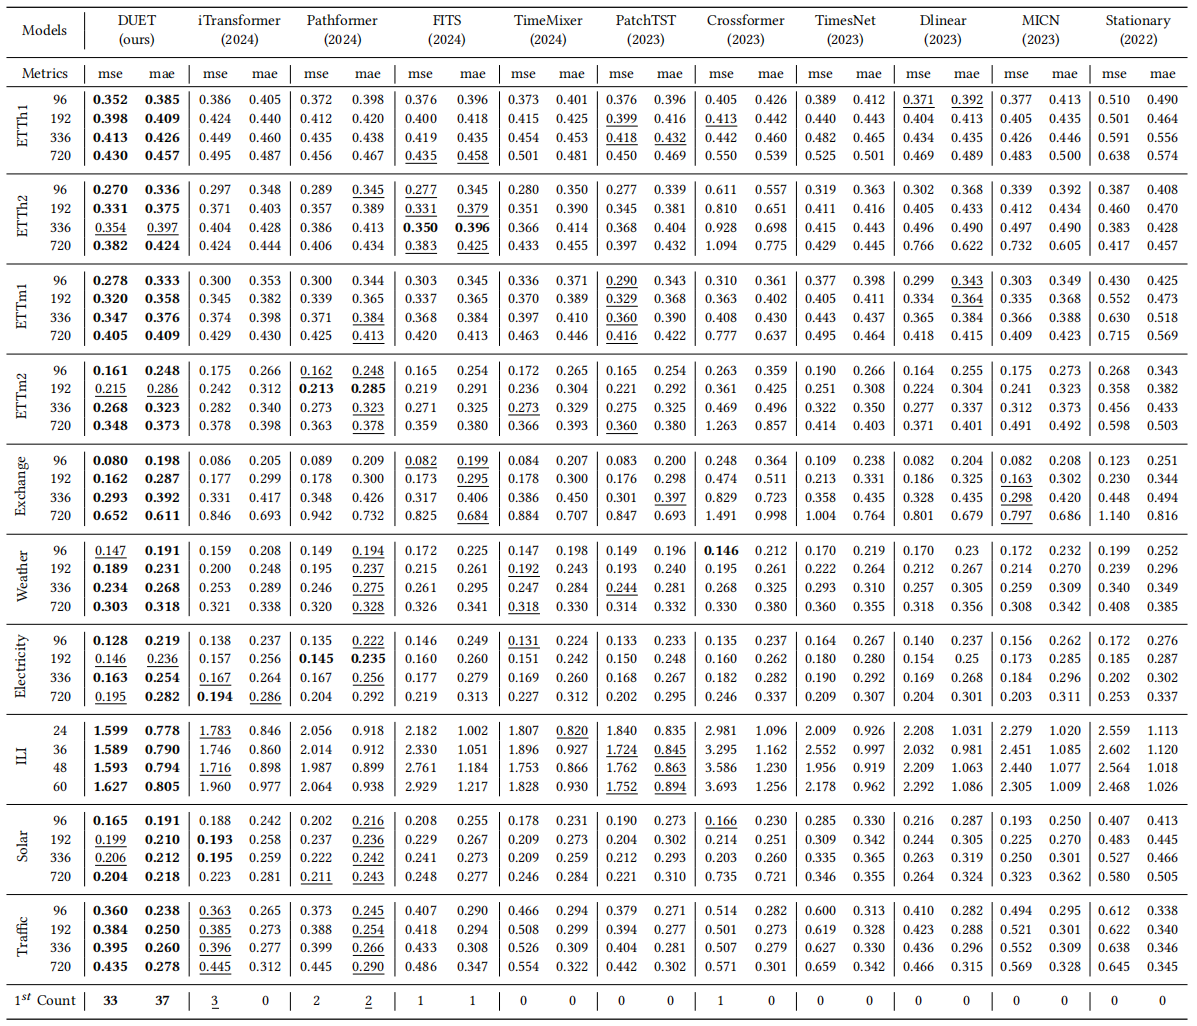 Models DUET iTransformer Pathformer FITS TimeMixer PatchTST Crossformer TimesNet Dlinear MICN Stationary
(ours) (2024) (2024) (2024) (2024) (2023) (2023) (2023) (2023) (2023) (2022)
Metrics mse mae mse mae mse mae mse mae mse mae mse mae mse mae mse mae mse mae mse mae mse mae
ETTh1
96 0.352 0.385 0.386 0.405 0.372 0.398 0.376 0.396 0.373 0.401 0.376 0.396 0.405 0.426 0.389 0.412 0.371 0.392 0.377 0.413 0.510 0.490
192 0.398 0.409 0.424 0.440 0.412 0.420 0.400 0.418 0.415 0.425 0.399 0.416 0.413 0.442 0.440 0.443 0.404 0.413 0.405 0.435 0.501 0.464
336 0.413 0.426 0.449 0.460 0.435 0.438 0.419 0.435 0.454 0.453 0.418 0.432 0.442 0.460 0.482 0.465 0.434 0.435 0.426 0.446 0.591 0.556
720 0.430 0.457 0.495 0.487 0.456 0.467 0.435 0.458 0.501 0.481 0.450 0.469 0.550 0.539 0.525 0.501 0.469 0.489 0.483 0.500 0.638 0.574
ETTh2
96 0.270 0.336 0.297 0.348 0.289 0.345 0.277 0.345 0.280 0.350 0.277 0.339 0.611 0.557 0.319 0.363 0.302 0.368 0.339 0.392 0.387 0.408
192 0.331 0.375 0.371 0.403 0.357 0.389 0.331 0.379 0.351 0.390 0.345 0.381 0.810 0.651 0.411 0.416 0.405 0.433 0.412 0.434 0.460 0.470
336 0.354 0.397 0.404 0.428 0.386 0.413 0.350 0.396 0.366 0.414 0.368 0.404 0.928 0.698 0.415 0.443 0.496 0.490 0.497 0.490 0.383 0.428
720 0.382 0.424 0.424 0.444 0.406 0.434 0.383 0.425 0.433 0.455 0.397 0.432 1.094 0.775 0.429 0.445 0.766 0.622 0.732 0.605 0.417 0.457
ETTm1
96 0.278 0.333 0.300 0.353 0.300 0.344 0.303 0.345 0.336 0.371 0.290 0.343 0.310 0.361 0.377 0.398 0.299 0.343 0.303 0.349 0.430 0.425
192 0.320 0.358 0.345 0.382 0.339 0.365 0.337 0.365 0.370 0.389 0.329 0.368 0.363 0.402 0.405 0.411 0.334 0.364 0.335 0.368 0.552 0.473
336 0.347 0.376 0.374 0.398 0.371 0.384 0.368 0.384 0.397 0.410 0.360 0.390 0.408 0.430 0.443 0.437 0.365 0.384 0.366 0.388 0.630 0.518
720 0.405 0.409 0.429 0.430 0.425 0.413 0.420 0.413 0.463 0.446 0.416 0.422 0.777 0.637 0.495 0.464 0.418 0.415 0.409 0.423 0.715 0.569
ETTm2
96 0.161 0.248 0.175 0.266 0.162 0.248 0.165 0.254 0.172 0.265 0.165 0.254 0.263 0.359 0.190 0.266 0.164 0.255 0.175 0.273 0.268 0.343
192 0.215 0.286 0.242 0.312 0.213 0.285 0.219 0.291 0.236 0.304 0.221 0.292 0.361 0.425 0.251 0.308 0.224 0.304 0.241 0.323 0.358 0.382
336 0.268 0.323 0.282 0.340 0.273 0.323 0.271 0.325 0.273 0.329 0.275 0.325 0.469 0.496 0.322 0.350 0.277 0.337 0.312 0.373 0.456 0.433
720 0.348 0.373 0.378 0.398 0.363 0.378 0.359 0.380 0.366 0.393 0.360 0.380 1.263 0.857 0.414 0.403 0.371 0.401 0.491 0.492 0.598 0.503
Exchange
96 0.080 0.198 0.086 0.205 0.089 0.209 0.082 0.199 0.084 0.207 0.083 0.200 0.248 0.364 0.109 0.238 0.082 0.204 0.082 0.208 0.123 0.251
192 0.162 0.287 0.177 0.299 0.178 0.300 0.173 0.295 0.178 0.300 0.176 0.298 0.474 0.511 0.213 0.331 0.186 0.325 0.163 0.302 0.230 0.344
336 0.293 0.392 0.331 0.417 0.348 0.426 0.317 0.406 0.386 0.450 0.301 0.397 0.829 0.723 0.358 0.435 0.328 0.435 0.298 0.420 0.448 0.494
720 0.652 0.611 0.846 0.693 0.942 0.732 0.825 0.684 0.884 0.707 0.847 0.693 1.491 0.998 1.004 0.764 0.801 0.679 0.797 0.686 1.140 0.816
Weather
96 0.147 0.191 0.159 0.208 0.149 0.194 0.172 0.225 0.147 0.198 0.149 0.196 0.146 0.212 0.170 0.219 0.170 0.23 0.172 0.232 0.199 0.252
192 0.189 0.231 0.200 0.248 0.195 0.237 0.215 0.261 0.192 0.243 0.193 0.240 0.195 0.261 0.222 0.264 0.212 0.267 0.214 0.270 0.239 0.296
336 0.234 0.268 0.253 0.289 0.246 0.275 0.261 0.295 0.247 0.284 0.244 0.281 0.268 0.325 0.293 0.310 0.257 0.305 0.259 0.309 0.340 0.349
720 0.303 0.318 0.321 0.338 0.320 0.328 0.326 0.341 0.318 0.330 0.314 0.332 0.330 0.380 0.360 0.355 0.318 0.356 0.308 0.342 0.408 0.385
Electricity
96 0.128 0.219 0.138 0.237 0.135 0.222 0.146 0.249 0.131 0.224 0.133 0.233 0.135 0.237 0.164 0.267 0.140 0.237 0.156 0.262 0.172 0.276
192 0.146 0.236 0.157 0.256 0.145 0.235 0.160 0.260 0.151 0.242 0.150 0.248 0.160 0.262 0.180 0.280 0.154 0.25 0.173 0.285 0.185 0.287
336 0.163 0.254 0.167 0.264 0.167 0.256 0.177 0.279 0.169 0.260 0.168 0.267 0.182 0.282 0.190 0.292 0.169 0.268 0.184 0.296 0.202 0.302
720 0.195 0.282 0.194 0.286 0.204 0.292 0.219 0.313 0.227 0.312 0.202 0.295 0.246 0.337 0.209 0.307 0.204 0.301 0.203 0.311 0.253 0.337
ILI
24 1.599 0.778 1.783 0.846 2.056 0.918 2.182 1.002 1.807 0.820 1.840 0.835 2.981 1.096 2.009 0.926 2.208 1.031 2.279 1.020 2.559 1.113
36 1.589 0.790 1.746 0.860 2.014 0.912 2.330 1.051 1.896 0.927 1.724 0.845 3.295 1.162 2.552 0.997 2.032 0.981 2.451 1.085 2.602 1.120
48 1.593 0.794 1.716 0.898 1.987 0.899 2.761 1.184 1.753 0.866 1.762 0.863 3.586 1.230 1.956 0.919 2.209 1.063 2.440 1.077 2.564 1.018
60 1.627 0.805 1.960 0.977 2.064 0.938 2.929 1.217 1.828 0.930 1.752 0.894 3.693 1.256 2.178 0.962 2.292 1.086 2.305 1.009 2.468 1.026
Solar
96 0.165 0.191 0.188 0.242 0.202 0.216 0.208 0.255 0.178 0.231 0.190 0.273 0.166 0.230 0.285 0.330 0.216 0.287 0.193 0.250 0.407 0.413
192 0.199 0.210 0.193 0.258 0.237 0.236 0.229 0.267 0.209 0.273 0.204 0.302 0.214 0.251 0.309 0.342 0.244 0.305 0.225 0.270 0.483 0.445
336 0.206 0.212 0.195 0.259 0.222 0.242 0.241 0.273 0.209 0.259 0.212 0.293 0.203 0.260 0.335 0.365 0.263 0.319 0.250 0.301 0.527 0.466
720 0.204 0.218 0.223 0.281 0.211 0.243 0.248 0.277 0.246 0.284 0.221 0.310 0.735 0.721 0.346 0.355 0.264 0.324 0.323 0.362 0.580 0.505
Traffic
96 0.360 0.238 0.363 0.265 0.373 0.245 0.407 0.290 0.466 0.294 0.379 0.271 0.514 0.282 0.600 0.313 0.410 0.282 0.494 0.295 0.612 0.338
192 0.384 0.250 0.385 0.273 0.388 0.254 0.418 0.294 0.508 0.299 0.394 0.277 0.501 0.273 0.619 0.328 0.423 0.288 0.521 0.301 0.622 0.340
336 0.395 0.260 0.396 0.277 0.399 0.266 0.433 0.308 0.526 0.309 0.404 0.281 0.507 0.279 0.627 0.330 0.436 0.296 0.552 0.309 0.638 0.346
720 0.435 0.278 0.445 0.312 0.445 0.290 0.486 0.347 0.554 0.322 0.442 0.302 0.571 0.301 0.659 0.342 0.466 0.315 0.569 0.328 0.645 0.345
1st Count 33 37 3 0 2 2 1 1 0 0 0 0 1 0 0 0 0 0 0 0 0 0